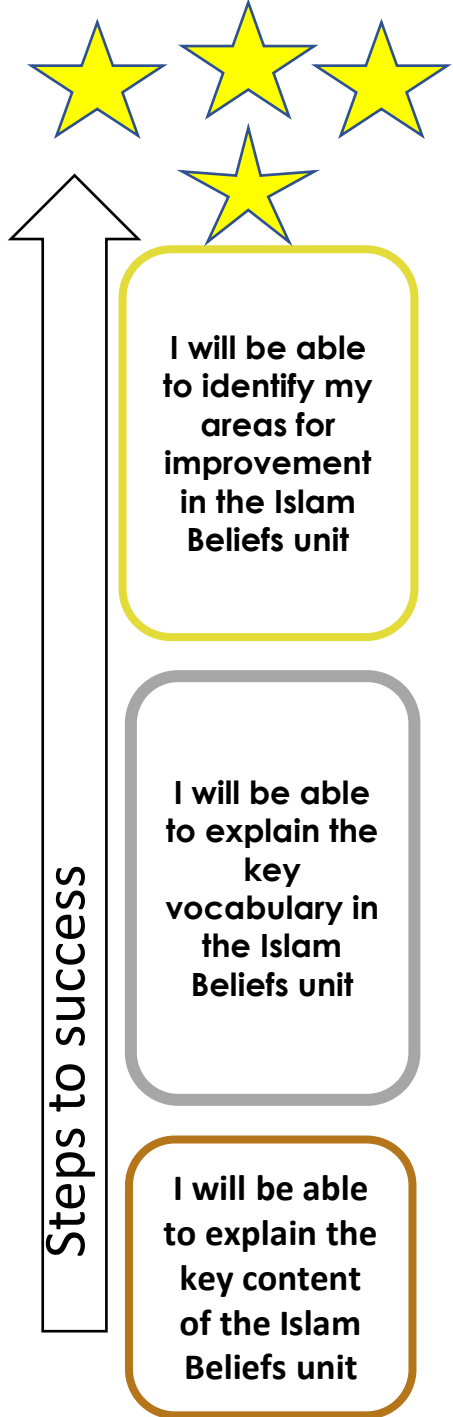 I will be able
to identify my
areas for
improvement
in the Islam
Beliefs unit
I will be able
to explain the
key
vocabulary in
the Islam
Beliefs unit
I will be able
to explain the
key content
of the Islam
Beliefs unit
Steps to success